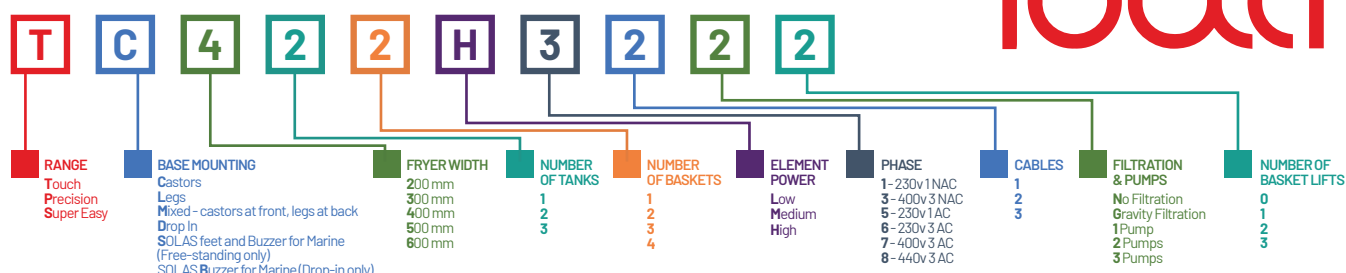 T C 4 2 2 H 3 2 2 2
RANGE
Touch
Precision
Super Easy
BASE MOUNTING
Castors
Legs
Mixed – castors at front, legs at back
Drop In
SOLAS feet and Buzzer for Marine
(Free-standing only)
SOLAS Buzzer for Marine (Drop-in only)
FRYER WIDTH
200 mm
300 mm
400 mm
500 mm
600 mm
NUMBER
OF TANKS
1
2
3
NUMBER
OF BASKETS
1
2
3
4
ELEMENT
POWER
Low
Medium
High
PHASE
1 – 230v 1 NAC
3 – 400v 3 NAC
5 – 230v 1 AC
6 – 230v 3 AC
7 – 400v 3 AC
8 – 440v 3 AC
CABLES
1
2
3
FILTRATION
& PUMPS
No Filtration
Gravity Filtration
1 Pump
2 Pumps
3 Pumps
NUMBER OF
BASKET LIFTS
0
1
2
3